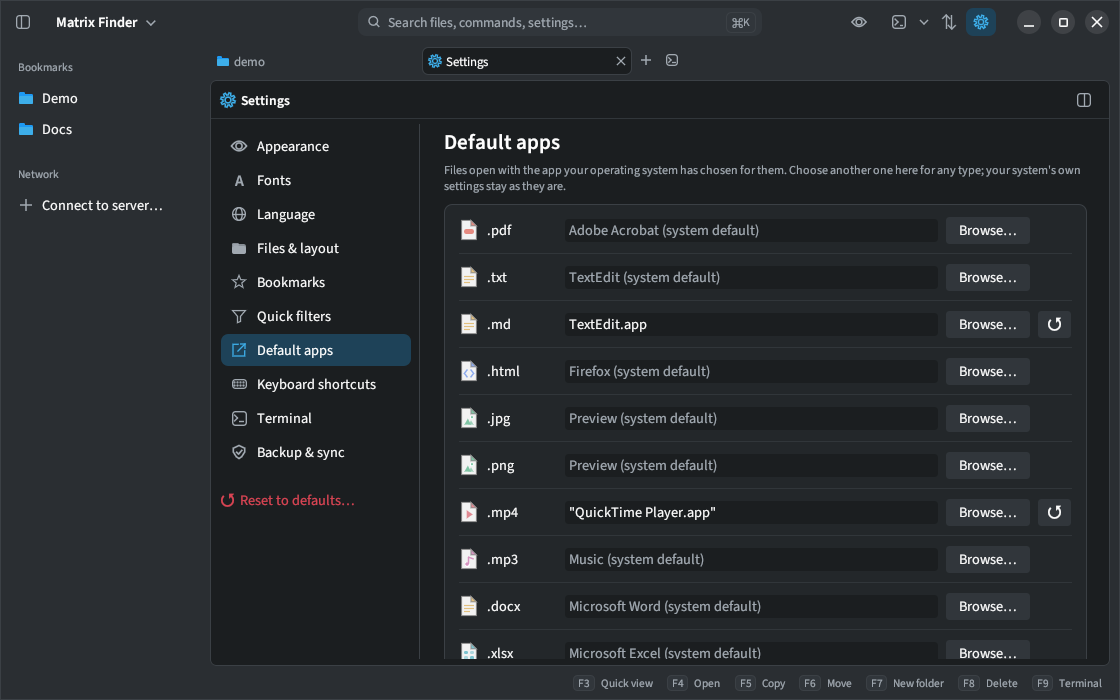 Matrix Finder
Search files, commands, settings… ⌘K
Bookmarks
Demo
Docs
Network
Connect to server…
demo
Settings
Settings
Appearance
Fonts
Language
Files & layout
Bookmarks
Quick filters
Default apps
Keyboard shortcuts
Terminal
Backup & sync
Reset to defaults…
Default apps
Files open with the app your operating system has chosen for them. Choose another one here for any type; your system's own
settings stay as they are.
.pdf Adobe Acrobat (system default) Browse…
.txt TextEdit (system default) Browse…
.md TextEdit.app Browse…
.html Firefox (system default) Browse…
.jpg Preview (system default) Browse…
.png Preview (system default) Browse…
.mp4 "QuickTime Player.app" Browse…
.mp3 Music (system default) Browse…
.docx Microsoft Word (system default) Browse…
.xlsx Microsoft Excel (system default) Browse…
F3 Quick view F4 Open F5 Copy F6 Move F7 New folder F8 Delete F9 Terminal